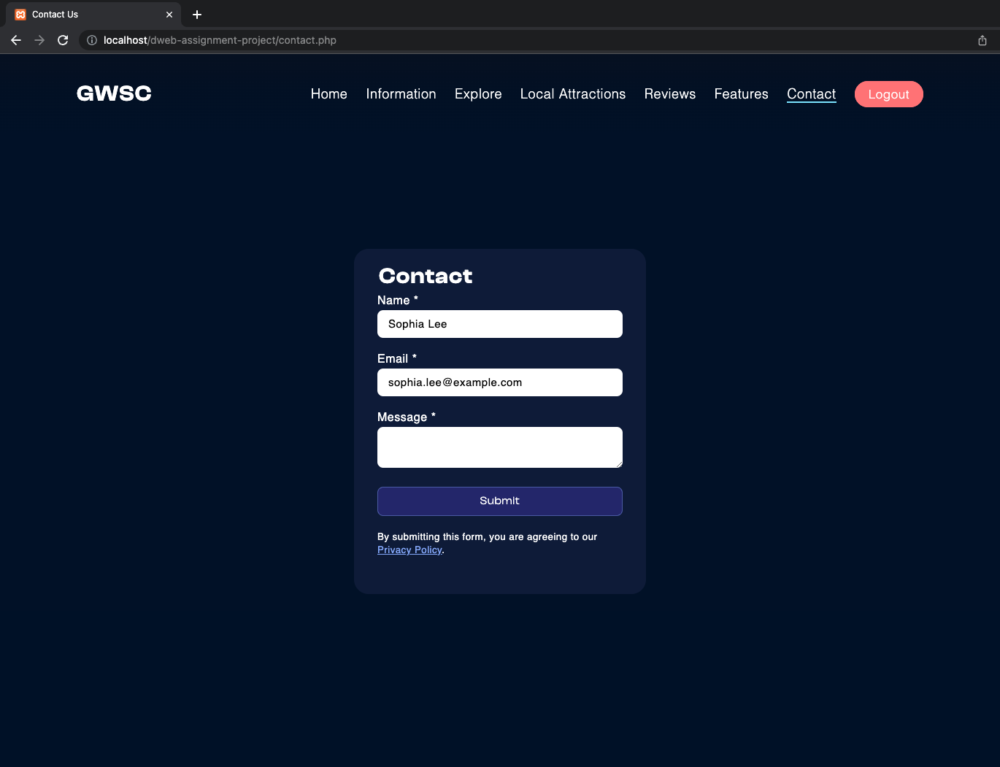 Contact Us
localhost/dweb-assignment-project/contact.php
GWSC
Home Information Explore Local Attractions Reviews Features Contact Logout
Contact
Name *
Sophia Lee
Email *
sophia.lee@example.com
Message *
Submit
By submitting this form, you are agreeing to our
Privacy Policy.